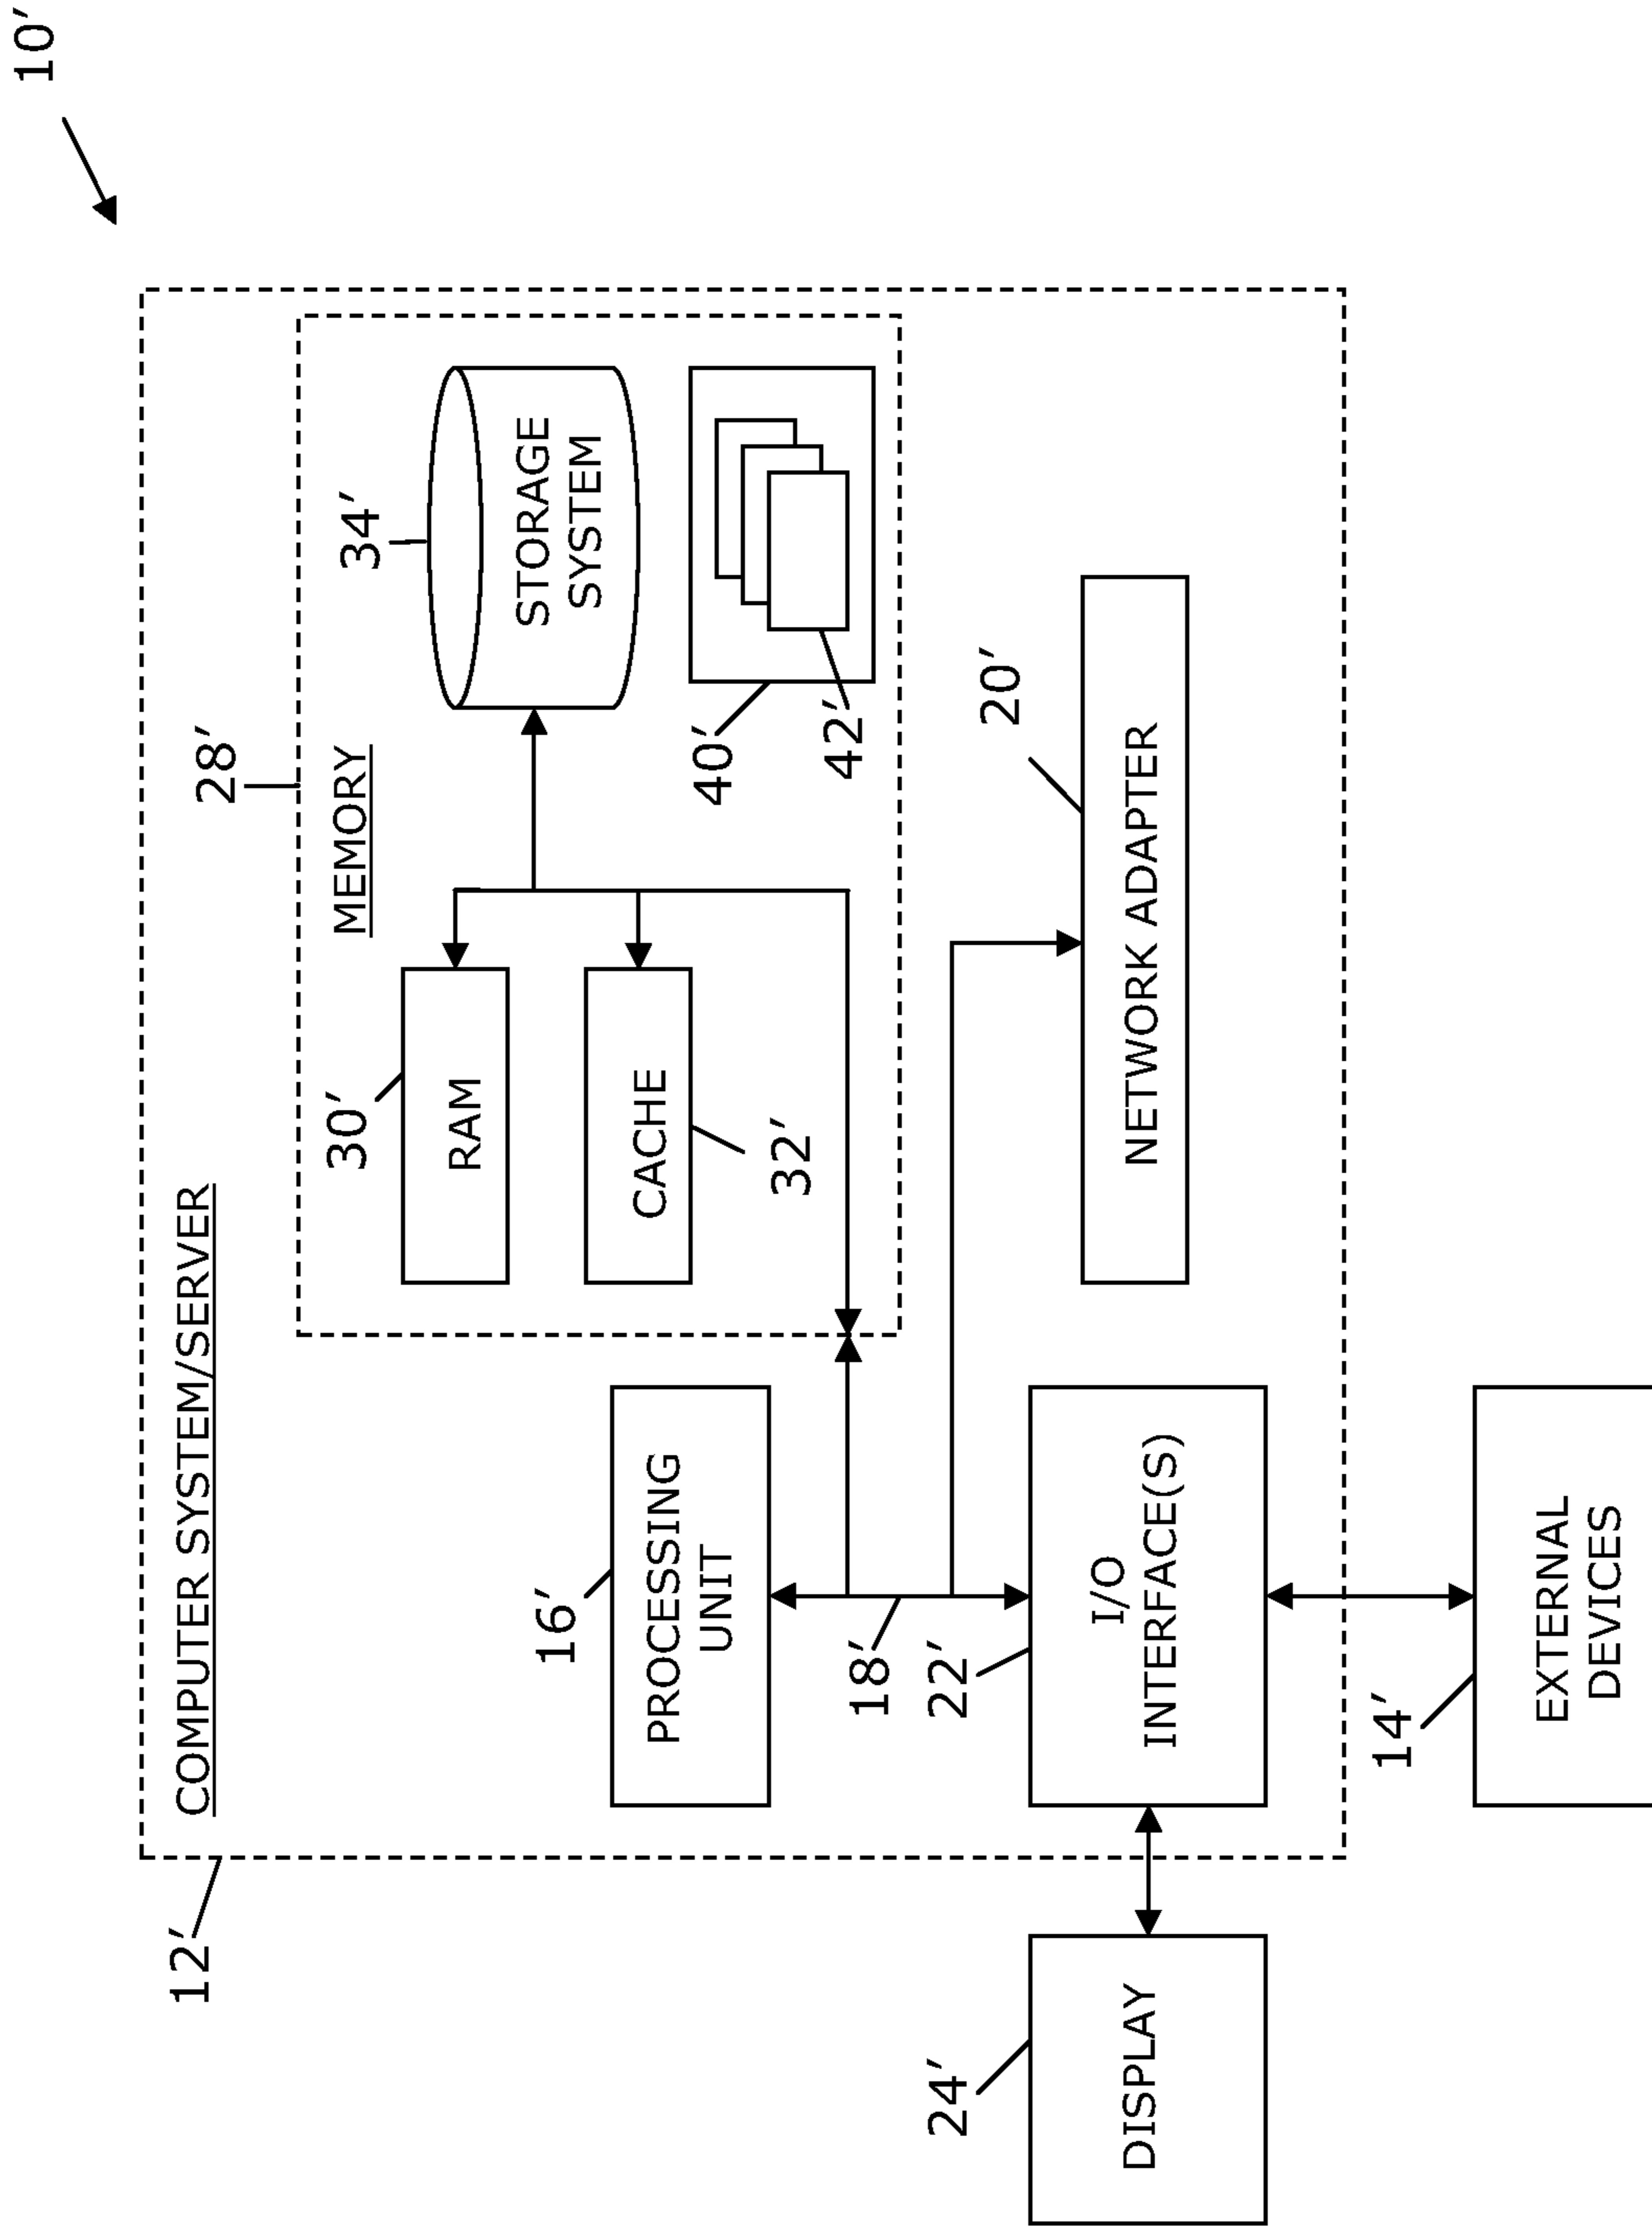 10′
12′
COMPUTER SYSTEM/SERVER
28′
MEMORY
30′
RAM
34′
STORAGE
SYSTEM
CACHE
32′
40′
42′
16′
PROCESSING
UNIT
18′
20′
NETWORK ADAPTER
24′
DISPLAY
22′
I/O
INTERFACE(S)
14′
EXTERNAL
DEVICES